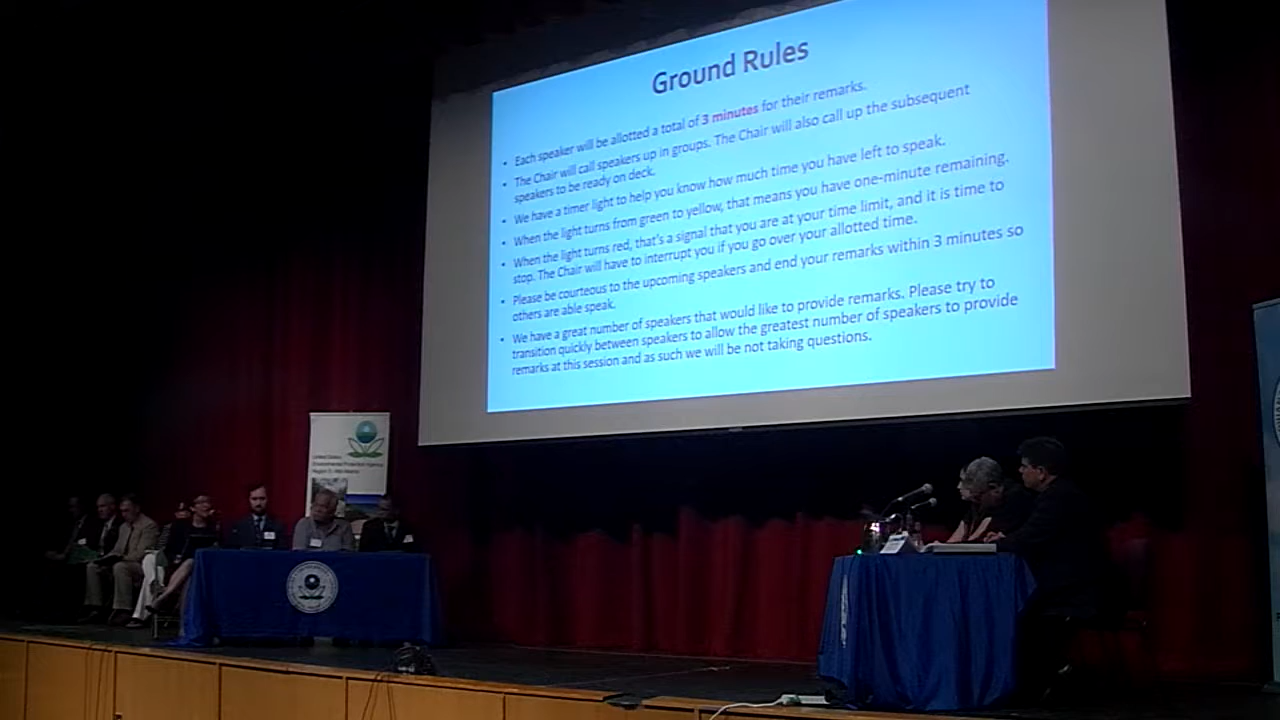 Ground Rules
• Each speaker will be allotted a total of 3 minutes for their remarks.
• The Chair will call speakers up in groups. The Chair will also call up the subsequent
speakers to be ready on deck.
• We have a timer light to help you know how much time you have left to speak.
• When the light turns from green to yellow, that means you have one-minute remaining.
• When the light turns red, that's a signal that you are at your time limit, and it is time to
stop. The Chair will have to interrupt you if you go over your allotted time.
• Please be courteous to the upcoming speakers and end your remarks within 3 minutes so
others are able speak.
• We have a great number of speakers that would like to provide remarks. Please try to
transition quickly between speakers to allow the greatest number of speakers to provide
remarks at this session and as such we will be not taking questions.
United States
Environmental Protection Agency